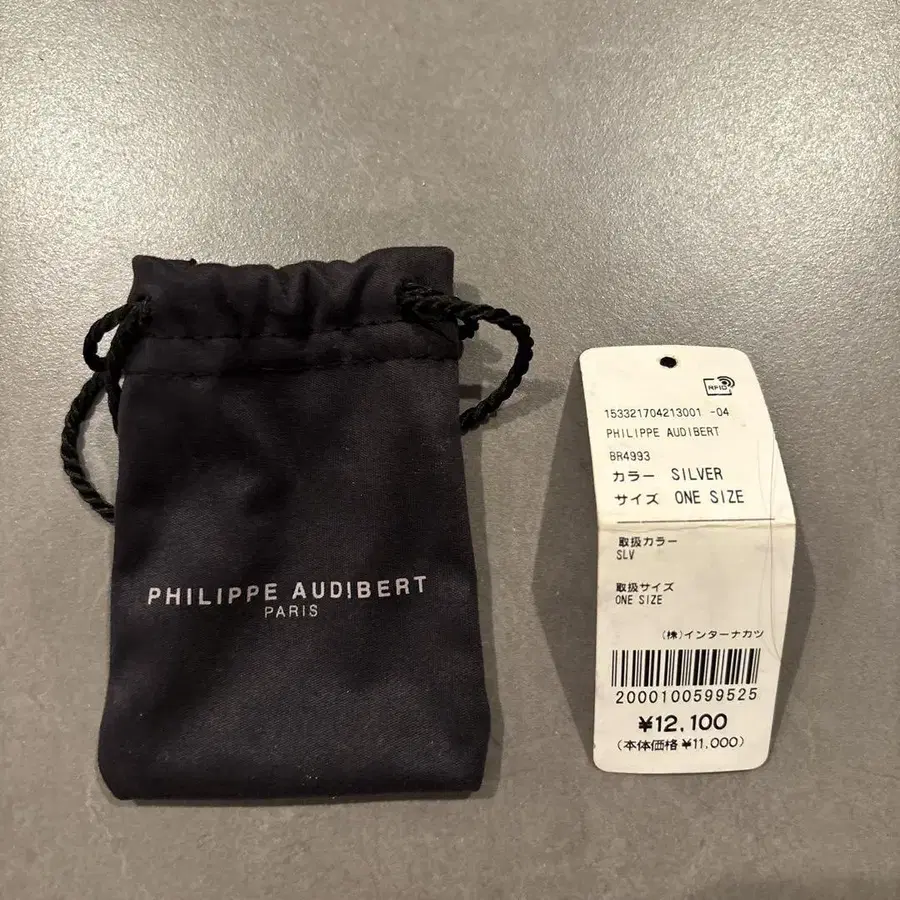 PHILIPPE AUDIBERT
PARIS
RFID
153321704213001 -04
PHILIPPE AUDIBERT
BR4993
カラー SILVER
サイズ ONE SIZE
取扱カラー
SLV
取扱サイズ
ONE SIZE
(株)インターナカツ
2000100599525
¥12,100
(本体価格¥11,000)